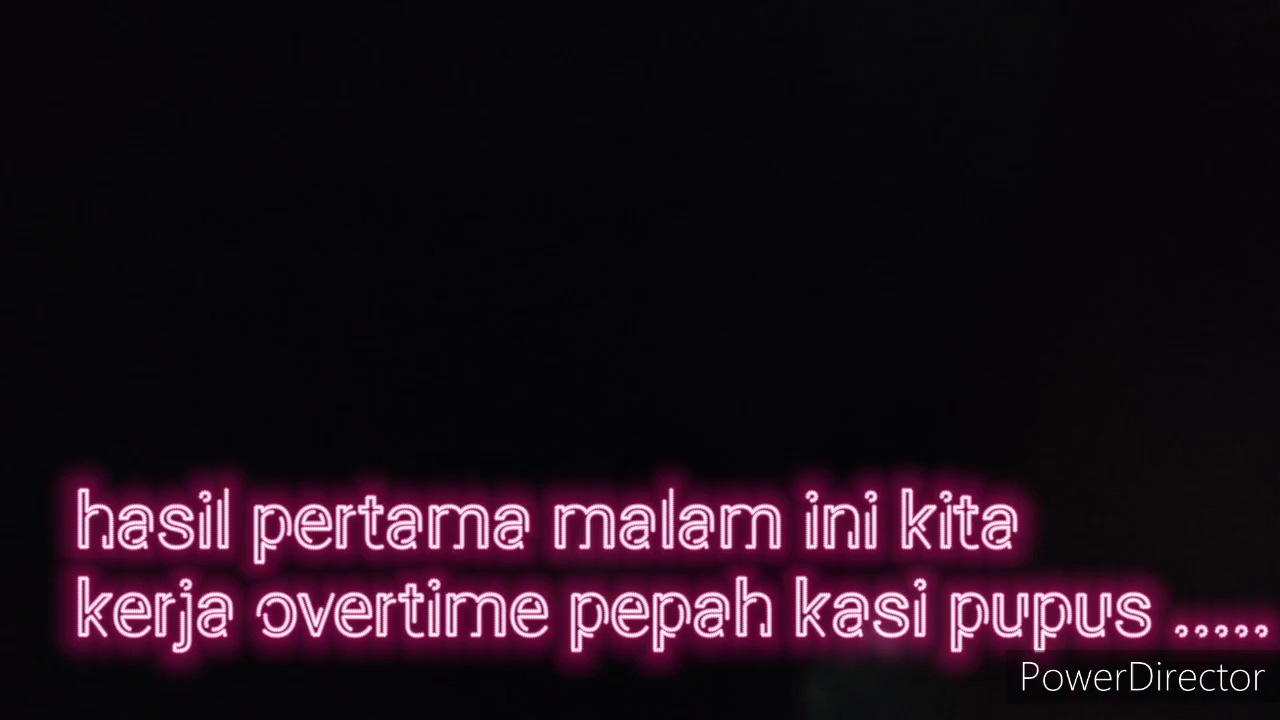 hasil pertama malam ini kita
kerja overtime pepah kasi pupus .....
PowerDirector